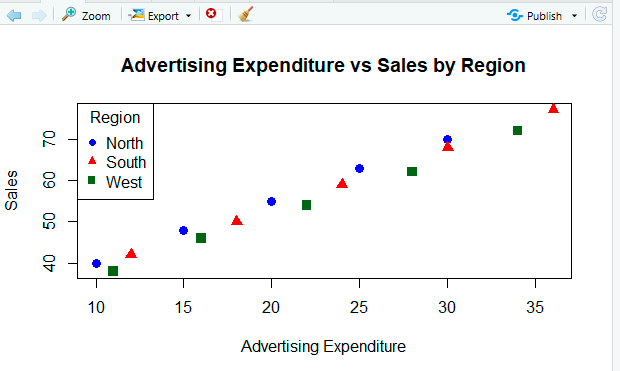 Zoom Export Publish
Advertising Expenditure vs Sales by Region
Region
North
South
West
Sales
70
60
50
40
10 15 20 25 30 35
Advertising Expenditure